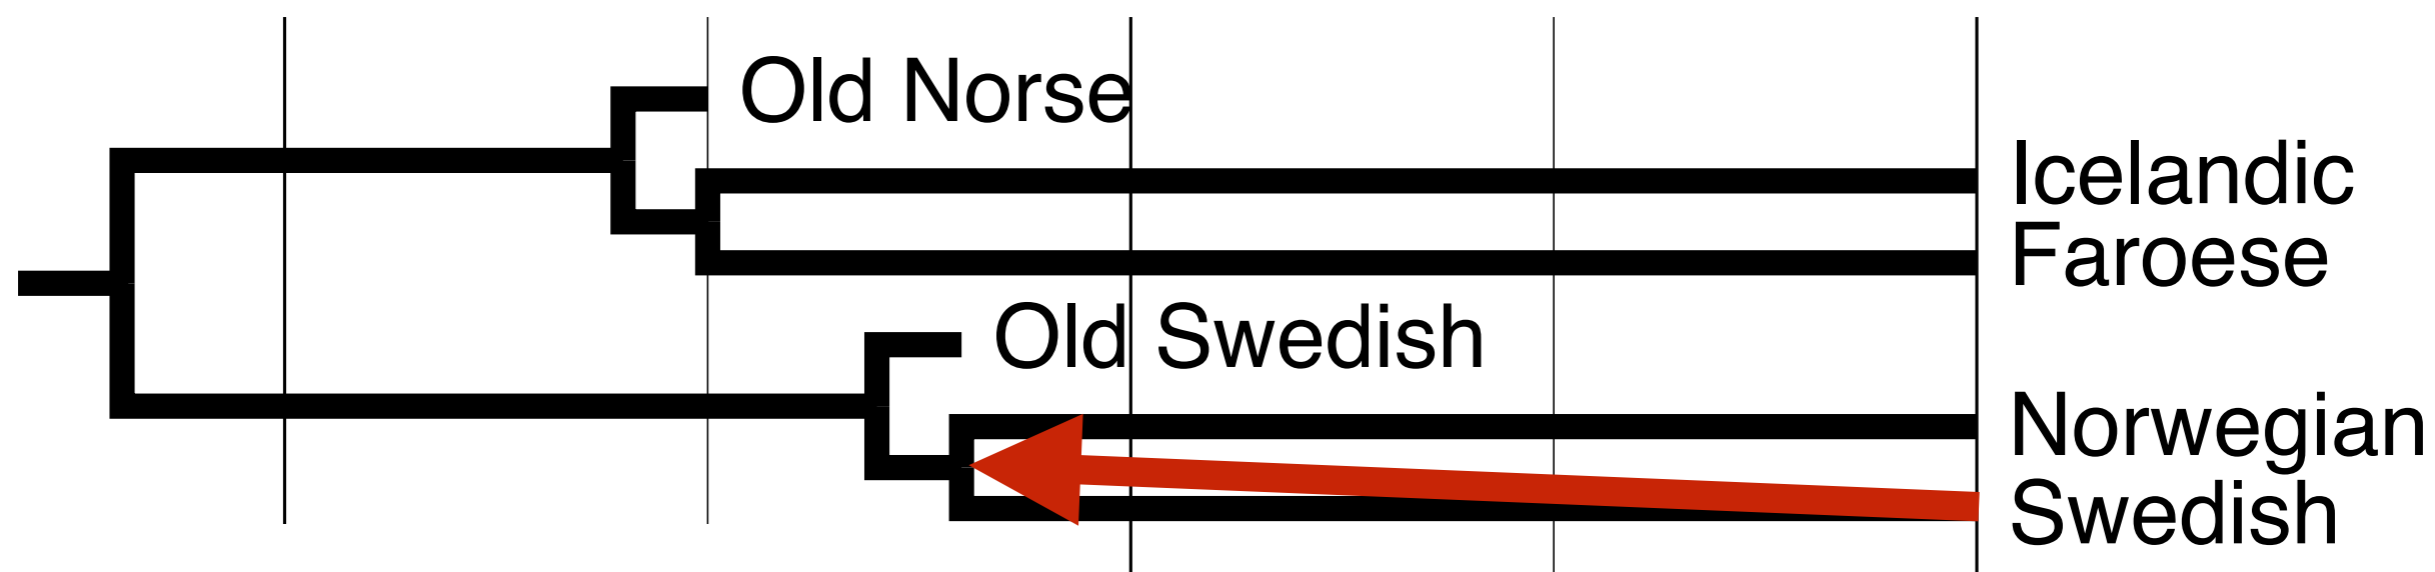 Old Norse
Icelandic
Faroese
Old Swedish
Norwegian
Swedish